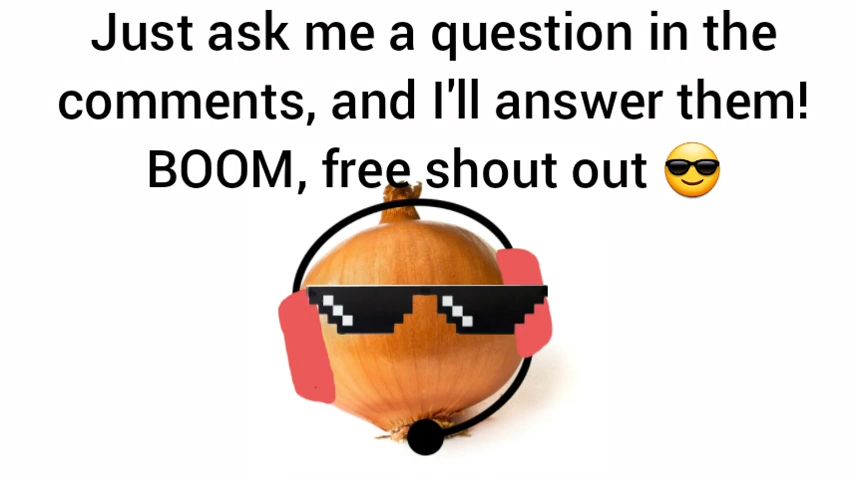 Just ask me a question in the
comments, and I'll answer them!
BOOM, free shout out 😎